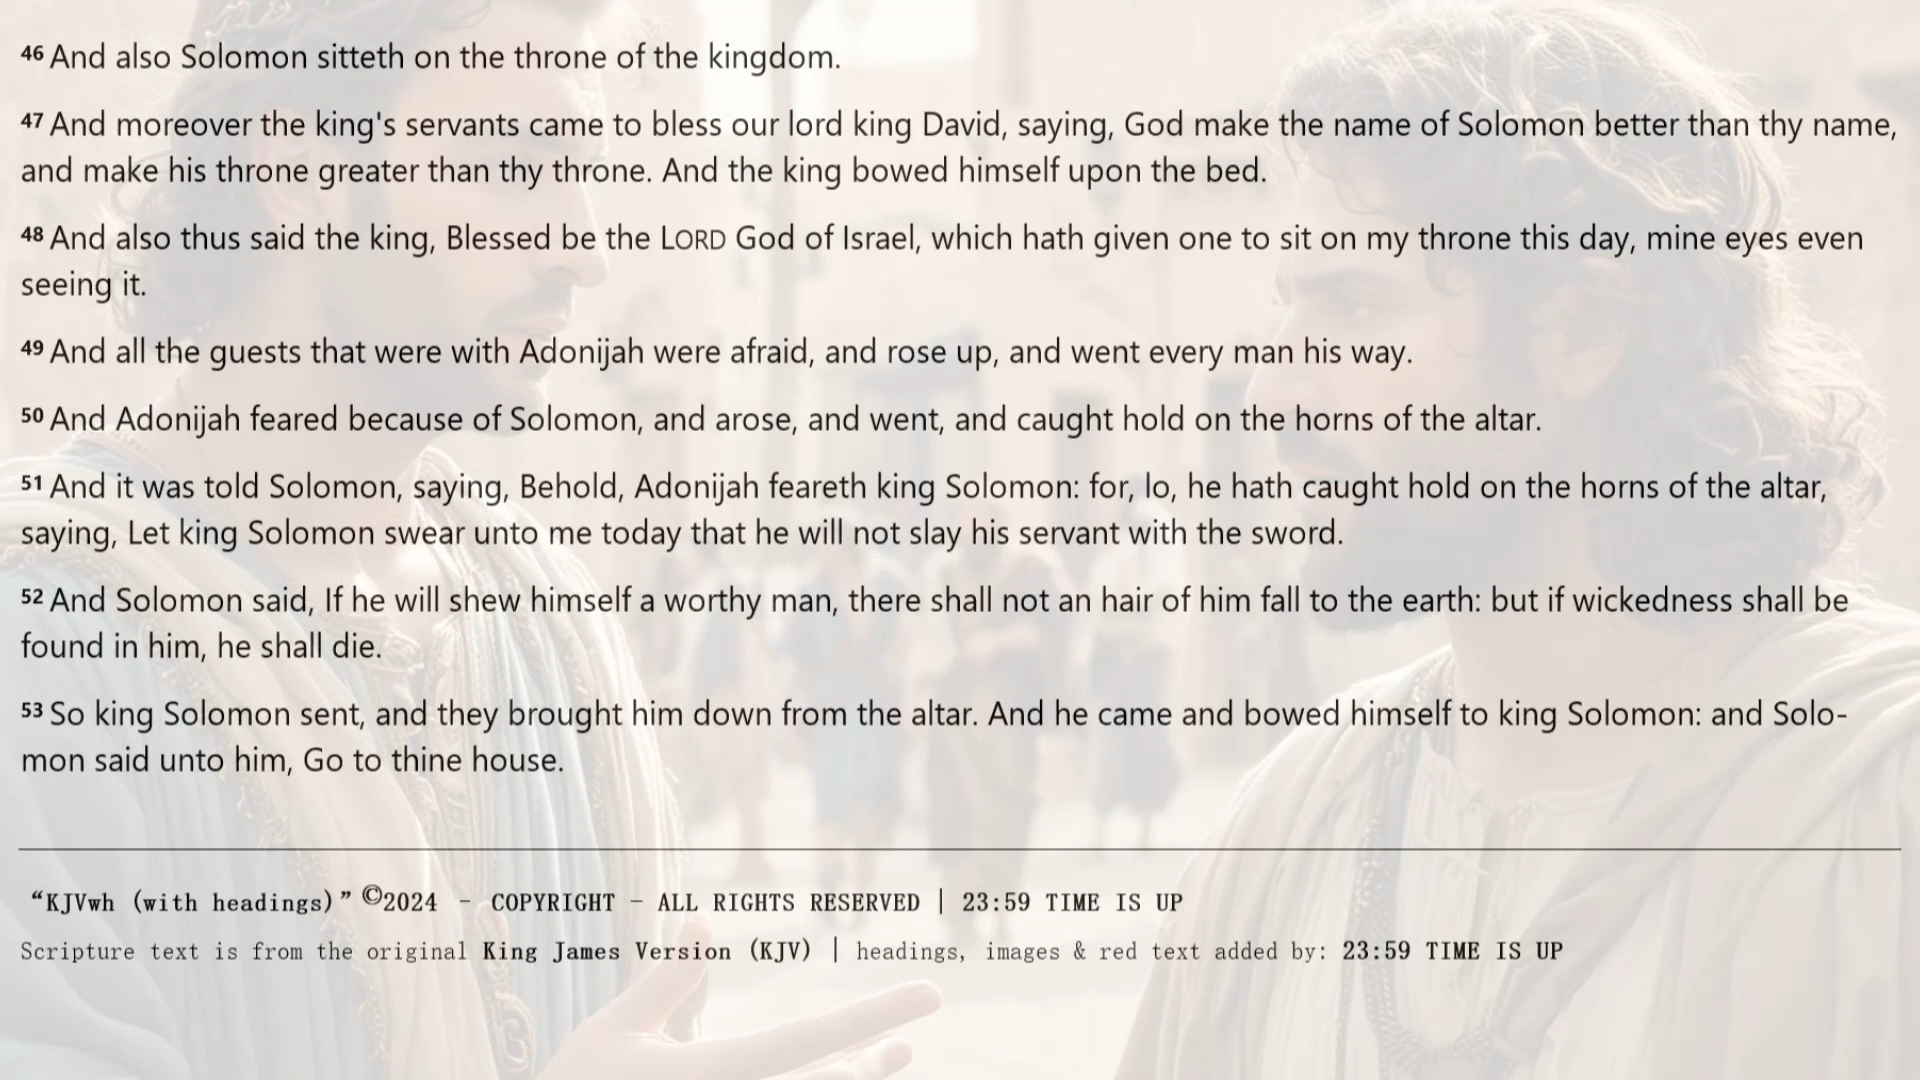 46 And also Solomon sitteth on the throne of the kingdom.
47 And moreover the king's servants came to bless our lord king David, saying, God make the name of Solomon better than thy name,
and make his throne greater than thy throne. And the king bowed himself upon the bed.
48 And also thus said the king, Blessed be the LORD God of Israel, which hath given one to sit on my throne this day, mine eyes even
seeing it.
49 And all the guests that were with Adonijah were afraid, and rose up, and went every man his way.
50 And Adonijah feared because of Solomon, and arose, and went, and caught hold on the horns of the altar.
51 And it was told Solomon, saying, Behold, Adonijah feareth king Solomon: for, lo, he hath caught hold on the horns of the altar,
saying, Let king Solomon swear unto me today that he will not slay his servant with the sword.
52 And Solomon said, If he will shew himself a worthy man, there shall not an hair of him fall to the earth: but if wickedness shall be
found in him, he shall die.
53 So king Solomon sent, and they brought him down from the altar. And he came and bowed himself to king Solomon: and Solo-
mon said unto him, Go to thine house.
“KJVwh (with headings)” ©2024 - COPYRIGHT - ALL RIGHTS RESERVED | 23:59 TIME IS UP
Scripture text is from the original King James Version (KJV) | headings, images & red text added by: 23:59 TIME IS UP